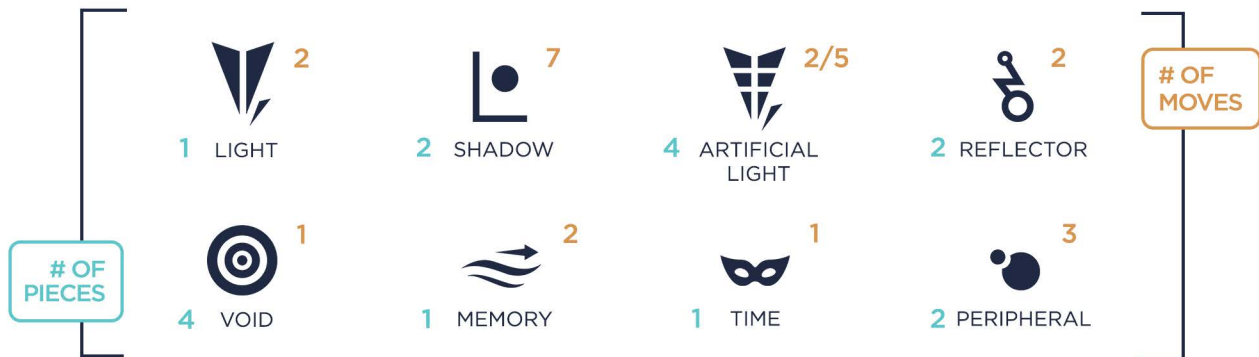 2
7
2/5
2
# OF
MOVES
1 LIGHT
2 SHADOW
4 ARTIFICIAL
LIGHT
2 REFLECTOR
# OF
PIECES
1
2
1
3
4 VOID
1 MEMORY
1 TIME
2 PERIPHERAL